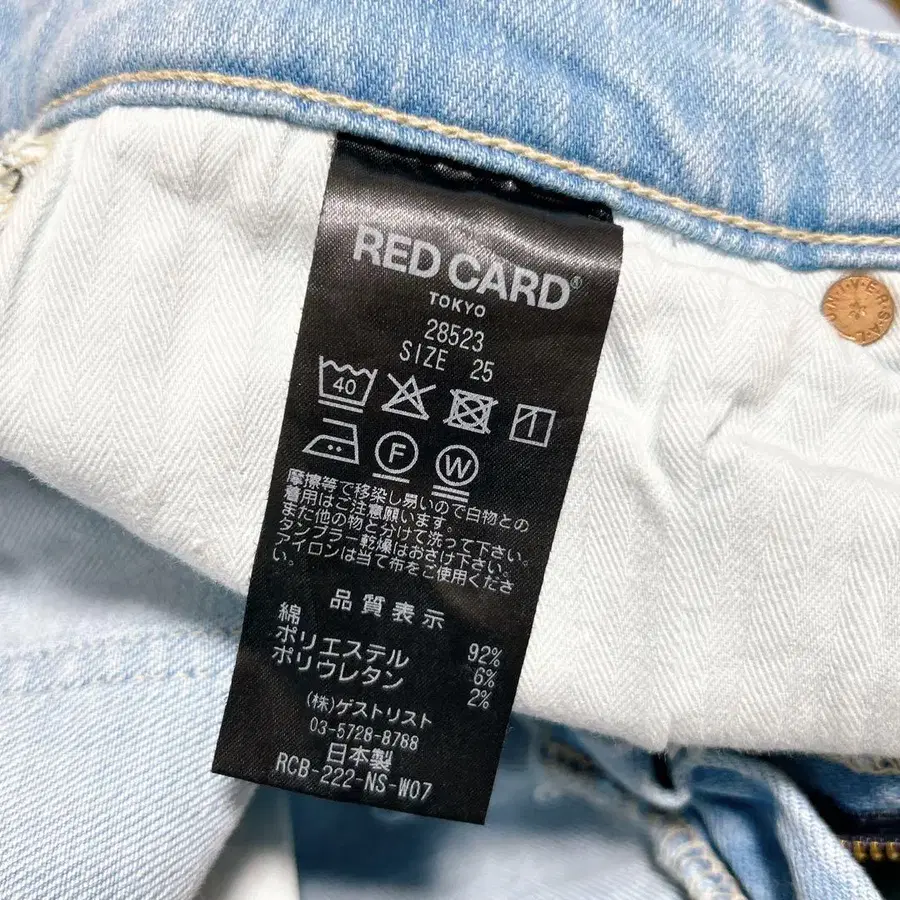 RED CARD®
TOKYO
28523
SIZE 25
40
1
F
W
摩擦等で移染し易いので白物との
着用はご注意願います。
また他の物と分けて洗って下さい。
タンブラー乾燥はおさけ下さい。
アイロンは当て布をご使用くださ
い。
品質表示
綿 92%
ポリエステル 6%
ポリウレタン 2%
(株)ゲストリスト
03-5728-8788
日本製
RCB-222-NS-W07
UNIVERSAL